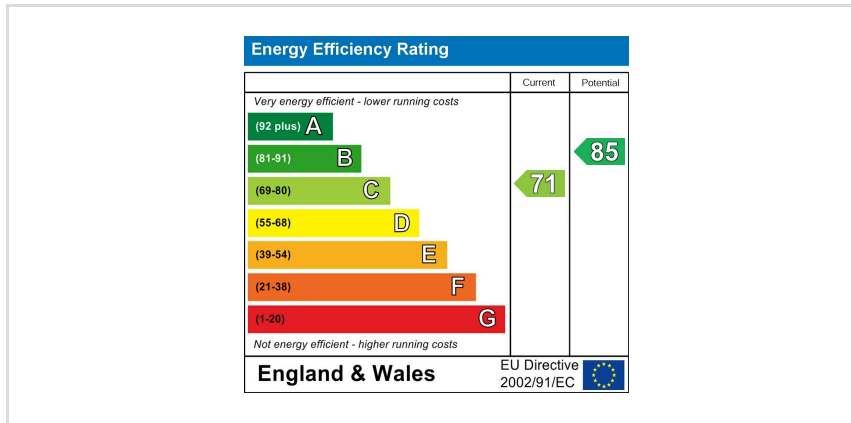 Energy Efficiency Rating
Current Potential
Very energy efficient - lower running costs
(92 plus) A
(81-91) B
85
(69-80) C
71
(55-68) D
(39-54) E
(21-38) F
(1-20) G
Not energy efficient - higher running costs
England & Wales
EU Directive
2002/91/EC